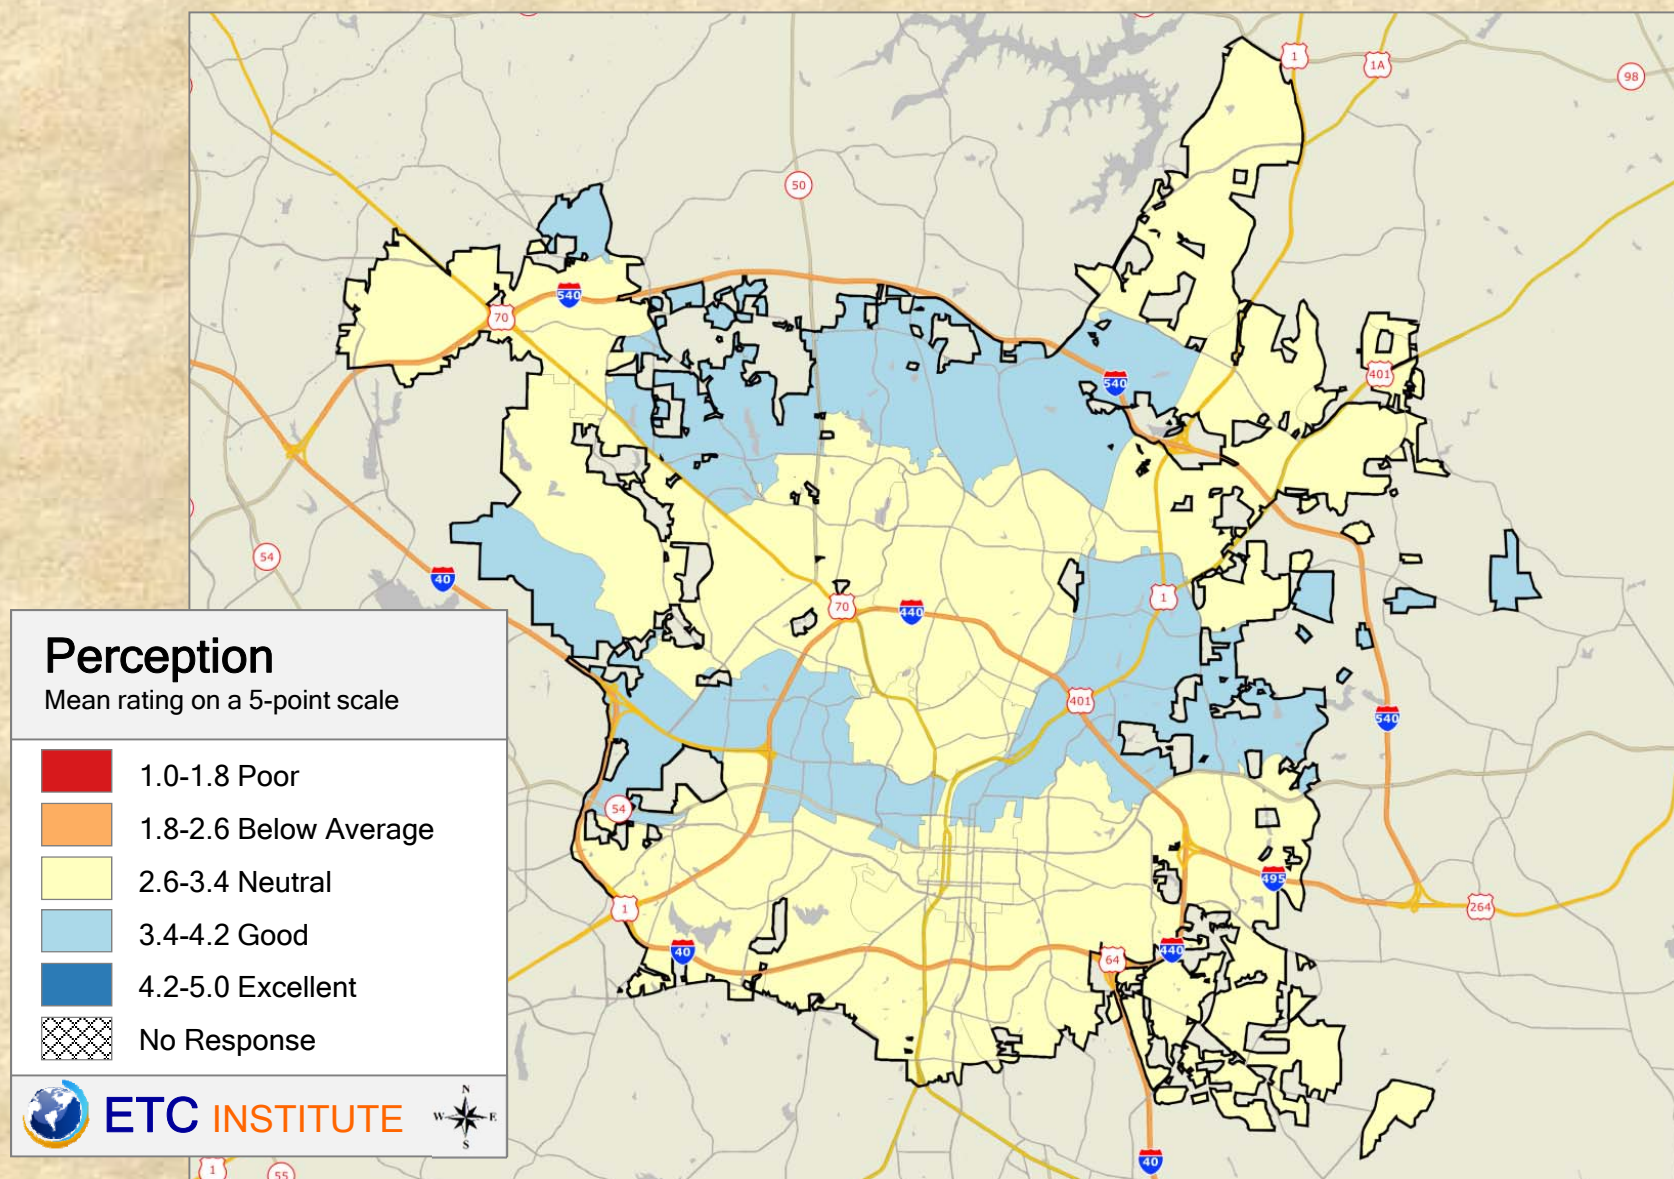 1
1A
98
50
540
70
401
540
54
40
1
70
440
401
540
54
495
1
264
40
440
64
40
1
55
Perception
Mean rating on a 5-point scale
1.0-1.8 Poor
1.8-2.6 Below Average
2.6-3.4 Neutral
3.4-4.2 Good
4.2-5.0 Excellent
No Response
ETC INSTITUTE
N
W E
S